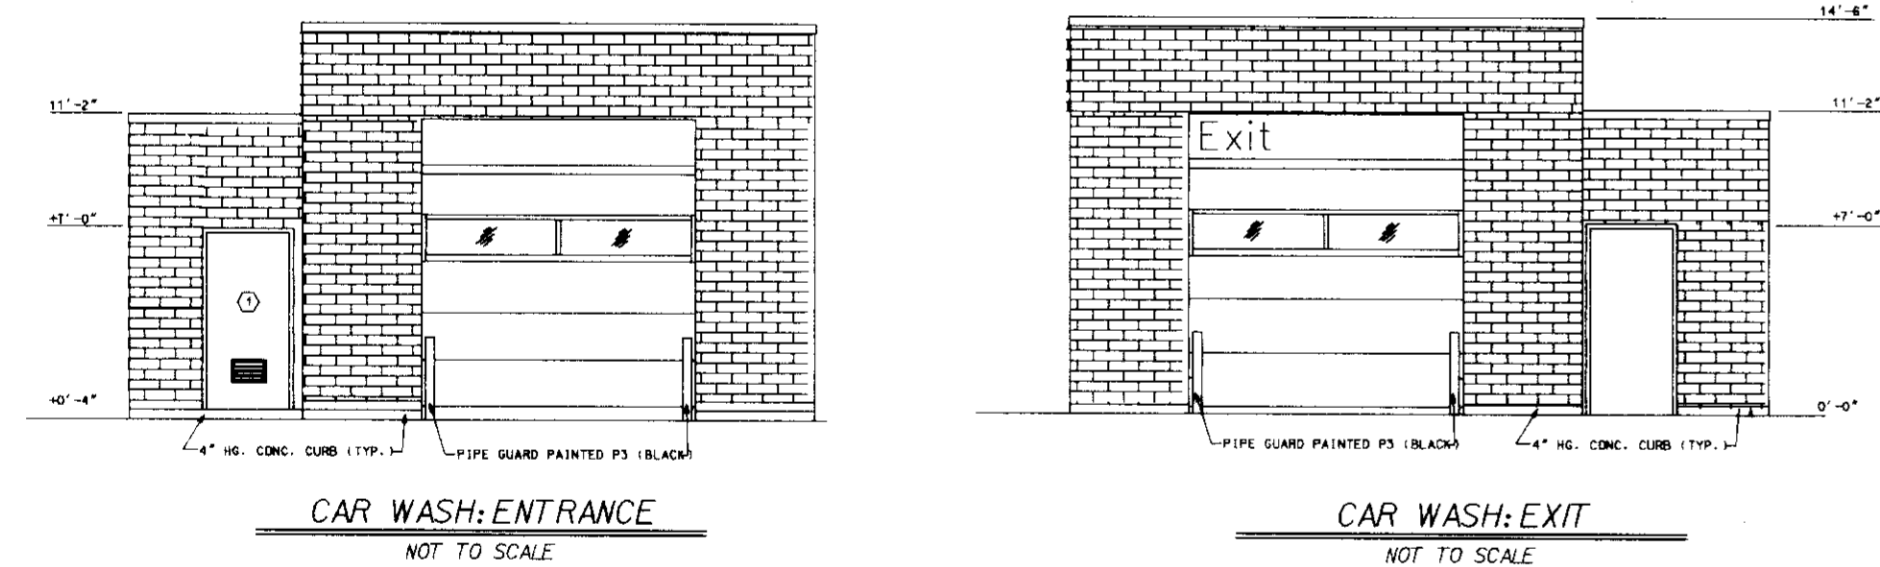 14'-6"
11'-2"
11'-2"
Exit
+7'-0"
+7'-0"
1
+0'-4"
0'-0"
4" HG. CONC. CURB (TYP.)
PIPE GUARD PAINTED P3 (BLACK)
PIPE GUARD PAINTED P3 (BLACK)
4" HG. CONC. CURB (TYP.)
CAR WASH: ENTRANCE
NOT TO SCALE
CAR WASH: EXIT
NOT TO SCALE